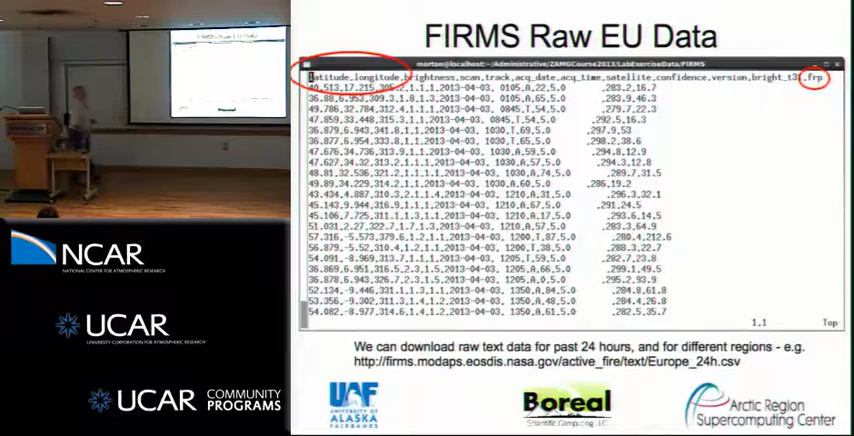 FIRMS Raw EU Data
morton@localhost:~/Administrative/ZAMGCourse2013/LabExerciseData/FIRMS
latitude,longitude,brightness,scan,track,acq_date,acq_time,satellite,confidence,version,bright_t31,frp
40.513,17.215,305.2,1.1,1,2013-04-03, 0105,A,22,5.0 ,283.2,16.7
36.88,6.953,309.3,1.8,1.3,2013-04-03, 0105,A,65,5.0 ,283.9,46.3
49.786,32.784,312.4,1.1,1,2013-04-03, 0845,T,54,5.0 ,279.7,22.3
47.859,33.448,315.3,1.1,1,2013-04-03, 0845,T,54,5.0 ,292.5,16.3
36.879,6.943,341.8,1.1,1,2013-04-03, 1030,T,69,5.0 ,297.9,53
36.877,6.954,333.8,1.1,1,2013-04-03, 1030,T,65,5.0 ,298.2,38.6
47.676,34.736,313.9,1.1,1,2013-04-03, 1030,A,59,5.0 ,294.8,12.9
47.627,34.32,313.2,1.1,1,2013-04-03, 1030,A,57,5.0 ,294.3,12.8
48.81,32.536,321.2,1.1,1,2013-04-03, 1030,A,74,5.0 ,289.7,31.5
49.89,34.229,314.2,1.1,1,2013-04-03, 1030,A,60,5.0 ,286,19.2
43.434,4.887,310.3,2.1,1.4,2013-04-03, 1210,A,31,5.0 ,296.3,32.1
45.143,9.944,316.9,1.1,1,2013-04-03, 1210,A,67,5.0 ,291,24.5
45.106,7.725,311.1,1.3,1.1,2013-04-03, 1210,A,17,5.0 ,293.6,14.5
51.031,2.27,322.7,1.7,1.3,2013-04-03, 1210,A,57,5.0 ,283.3,64.9
57.316,-5.573,379.6,1.2,1.1,2013-04-03, 1200,T,87,5.0 ,280.4,212.6
56.879,-5.52,310.4,1.2,1.1,2013-04-03, 1200,T,38,5.0 ,288.3,22.7
54.091,-8.969,313.7,1.1,1,2013-04-03, 1205,T,59,5.0 ,282.7,23.8
36.869,6.951,316.5,2.3,1.5,2013-04-03, 1205,A,66,5.0 ,299.1,49.5
36.878,6.943,326.7,2.3,1.5,2013-04-03, 1205,A,0,5.0 ,295.2,93.9
52.134,-9.446,331.1,1.3,1.1,2013-04-03, 1350,A,84,5.0 ,284.8,61.8
53.356,-9.302,311.3,1.4,1.2,2013-04-03, 1350,A,48,5.0 ,284.4,26.8
54.082,-8.977,314.6,1.4,1.2,2013-04-03, 1350,A,61,5.0 ,282.5,35.7
1,1 Top
We can download raw text data for past 24 hours, and for different regions - e.g.
http://firms.modaps.eosdis.nasa.gov/active_fire/text/Europe_24h.csv
NCAR
NATIONAL CENTER FOR ATMOSPHERIC RESEARCH
UCAR
UNIVERSITY CORPORATION FOR ATMOSPHERIC RESEARCH
UCAR COMMUNITY PROGRAMS
UAF
UNIVERSITY OF
ALASKA
FAIRBANKS
Boreal
Scientific Computing LLC
Arctic Region
Supercomputing Center